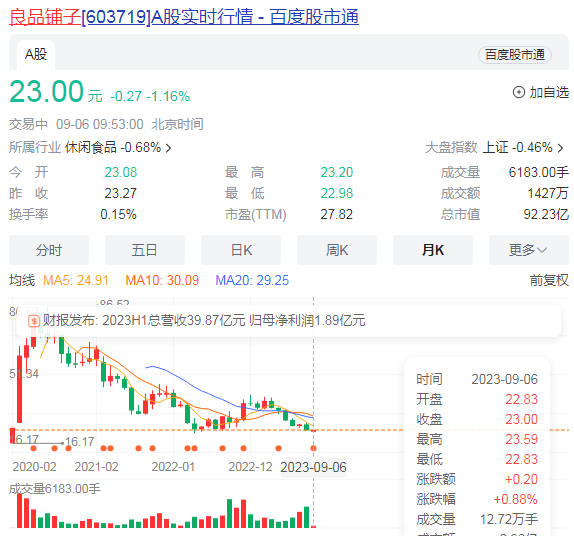 良品铺子[603719]A股实时行情 - 百度股市通
A股
百度股市通
23.00 元 -0.27 -1.16%
加自选
交易中 09-06 09:53:00 北京时间
所属行业 休闲食品 -0.68%
大盘指数 上证 -0.46%
今 开 23.08 最 高 23.20 成交量 6183.00手
昨 收 23.27 最 低 22.98 成交额 1427万
换手率 0.15% 市盈(TTM) 27.82 总市值 92.23亿
分时 五日 日K 周K 月K 更多
均线 MA5: 24.91 MA10: 30.09 MA20: 29.25 前复权
86.52
财报发布: 2023H1总营收39.87亿元 归母净利润1.89亿元
时间 2023-09-06
开盘 22.83
收盘 23.00
最高 23.59
最低 22.83
涨跌额 +0.20
涨跌幅 +0.88%
成交量 12.72万手
16.17
16.17
2020-02 2021-02 2022-01 2022-12 2023-09-06
成交量6183.00手